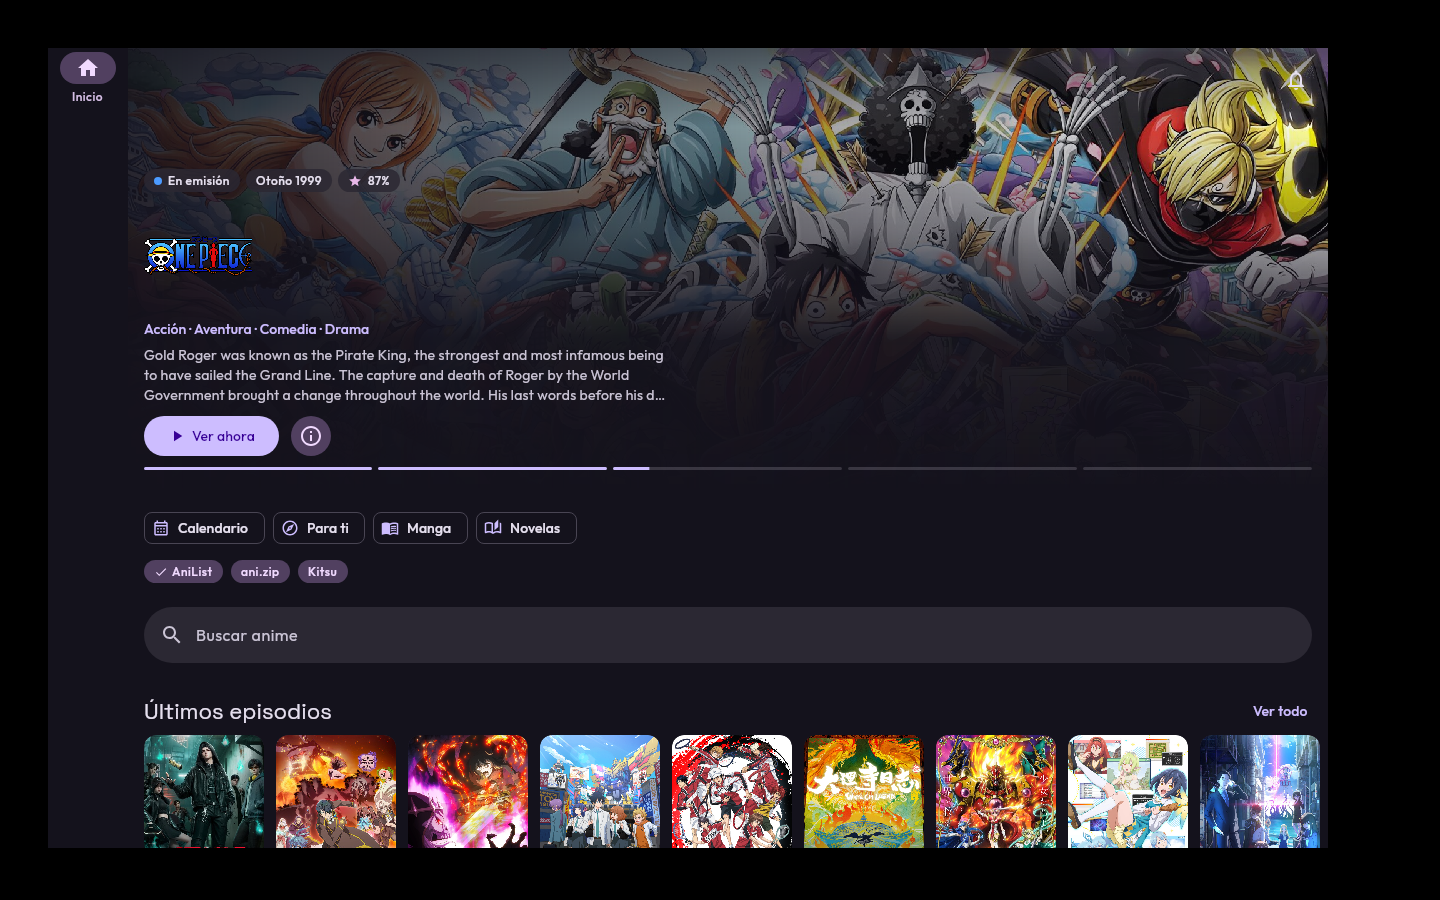 Inicio
En emisión
Otoño 1999
87%
ONE PIECE
Acción · Aventura · Comedia · Drama
Gold Roger was known as the Pirate King, the strongest and most infamous being
to have sailed the Grand Line. The capture and death of Roger by the World
Government brought a change throughout the world. His last words before his d...
Ver ahora
Calendario
Para ti
Manga
Novelas
AniList
ani.zip
Kitsu
Buscar anime
Últimos episodios
Ver todo